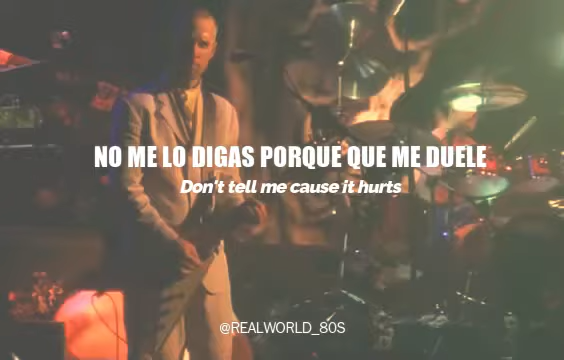 NO ME LO DIGAS PORQUE QUE ME DUELE
Don't tell me cause it hurts
@REALWORLD_80S